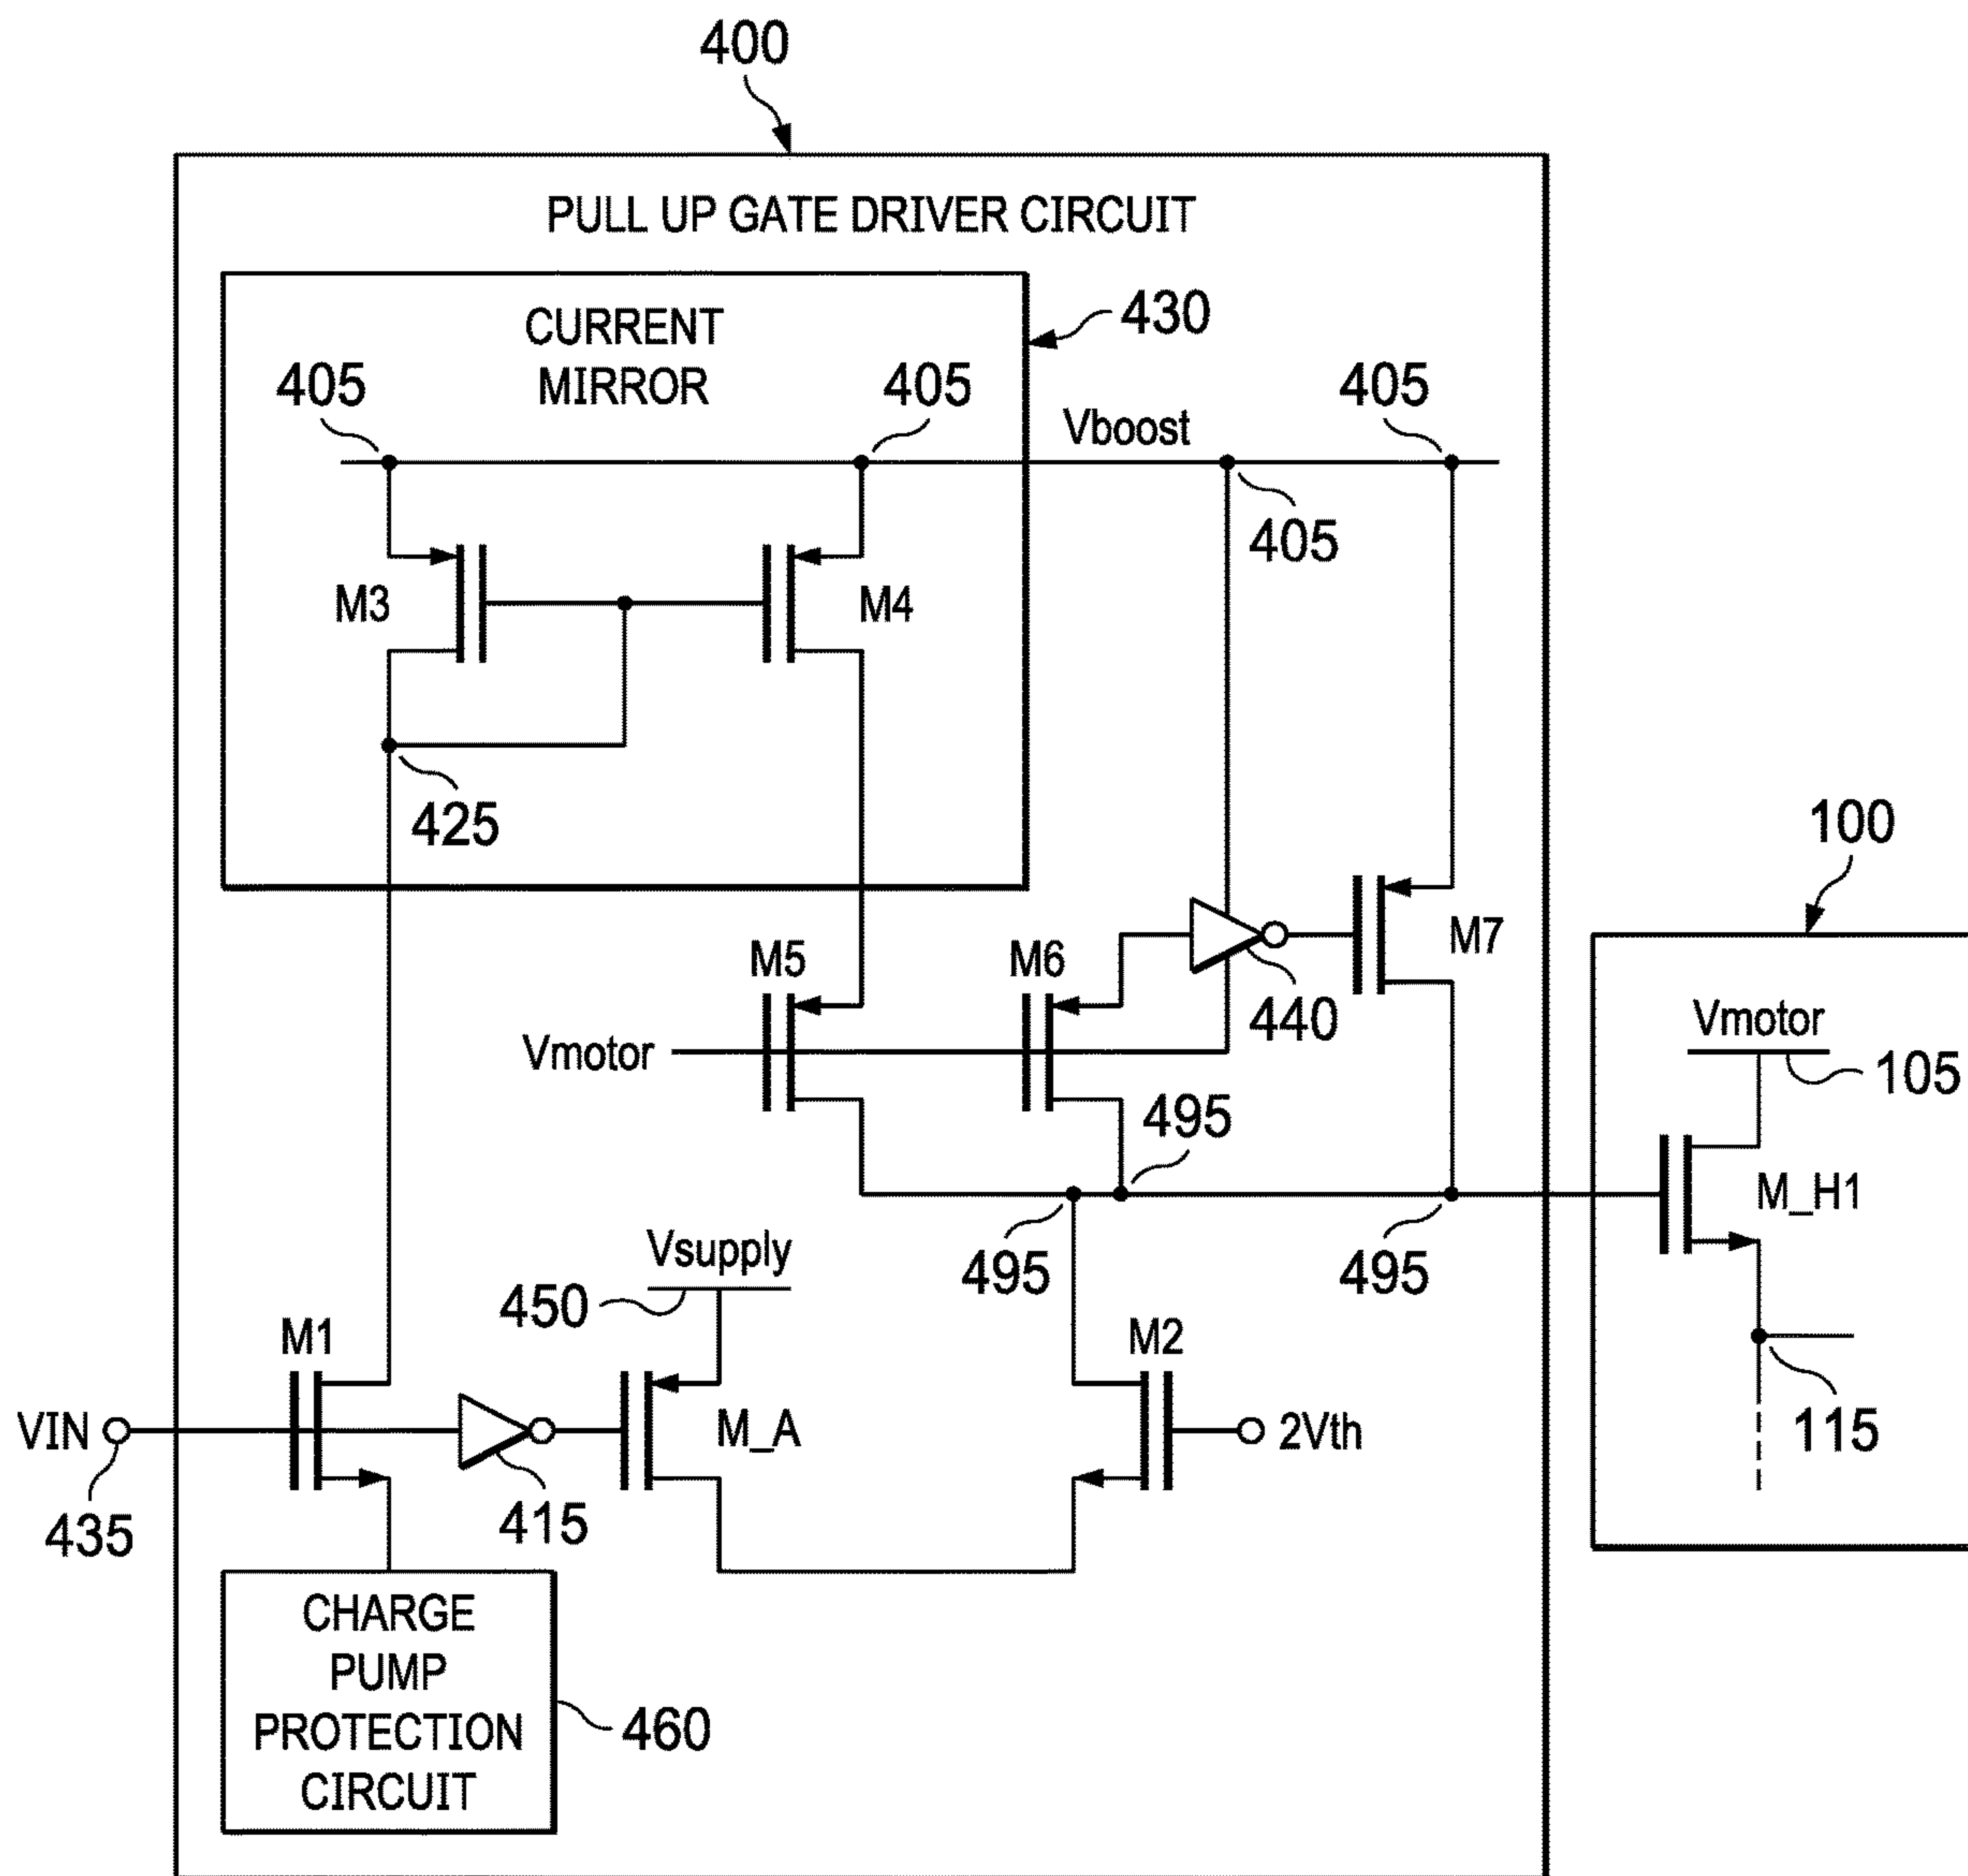 400
PULL UP GATE DRIVER CIRCUIT
CURRENT
MIRROR
430
405
405
405
Vboost
405
M3
M4
425
100
M5
M6
M7
440
Vmotor
Vmotor
105
495
M_H1
Vsupply
495
495
450
M1
M2
VIN
M_A
2Vth
115
435
415
CHARGE
PUMP
PROTECTION
CIRCUIT
460